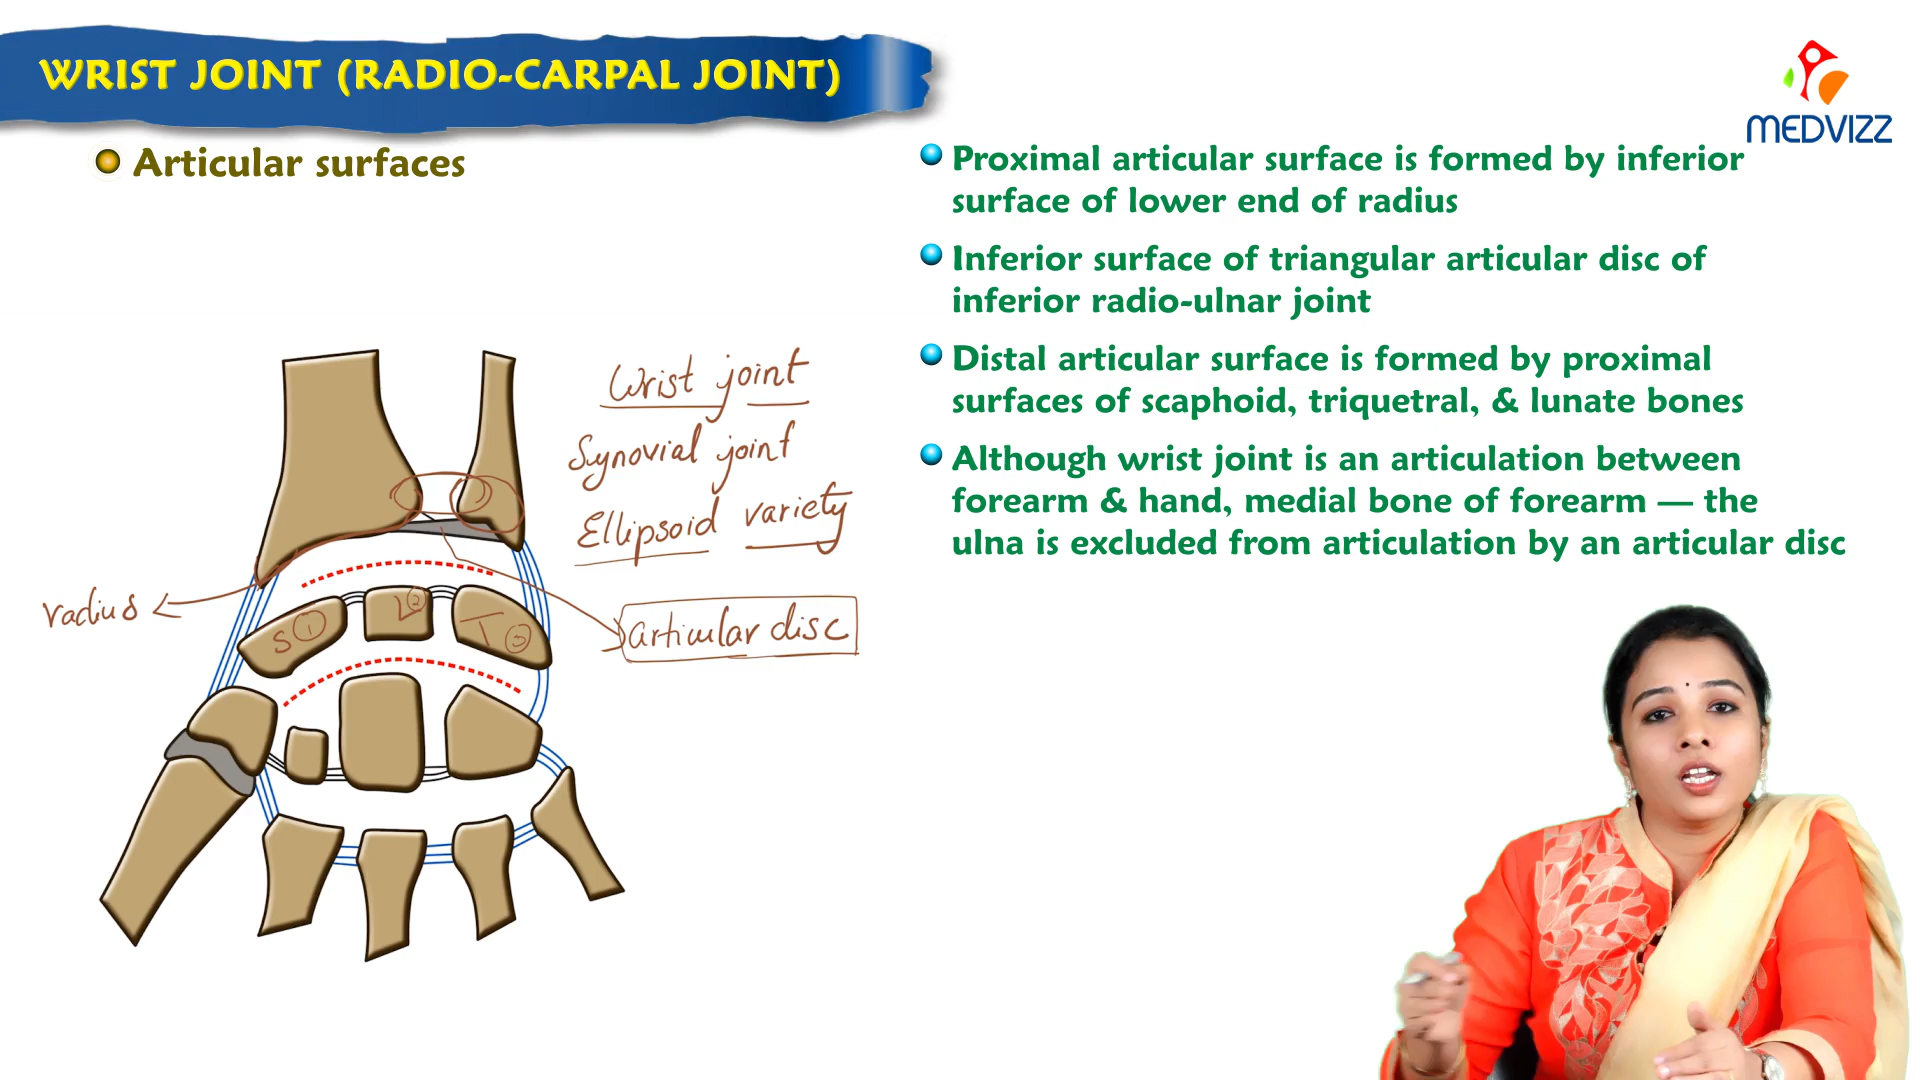 WRIST JOINT (RADIO-CARPAL JOINT)
MEDVIZZ
Articular surfaces
Proximal articular surface is formed by inferior
surface of lower end of radius
Inferior surface of triangular articular disc of
inferior radio-ulnar joint
Distal articular surface is formed by proximal
surfaces of scaphoid, triquetral, & lunate bones
Although wrist joint is an articulation between
forearm & hand, medial bone of forearm — the
ulna is excluded from articulation by an articular disc
Wrist joint
Synovial joint
Ellipsoid variety
radius
S 1
L 2
T 3
articular disc